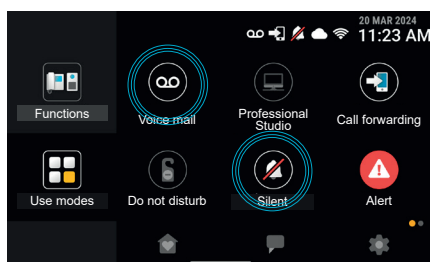 20 MAR 2024
11:23 AM
Functions
Voice mail
Professional
Studio
Call forwarding
Use modes
Do not disturb
Silent
Alert